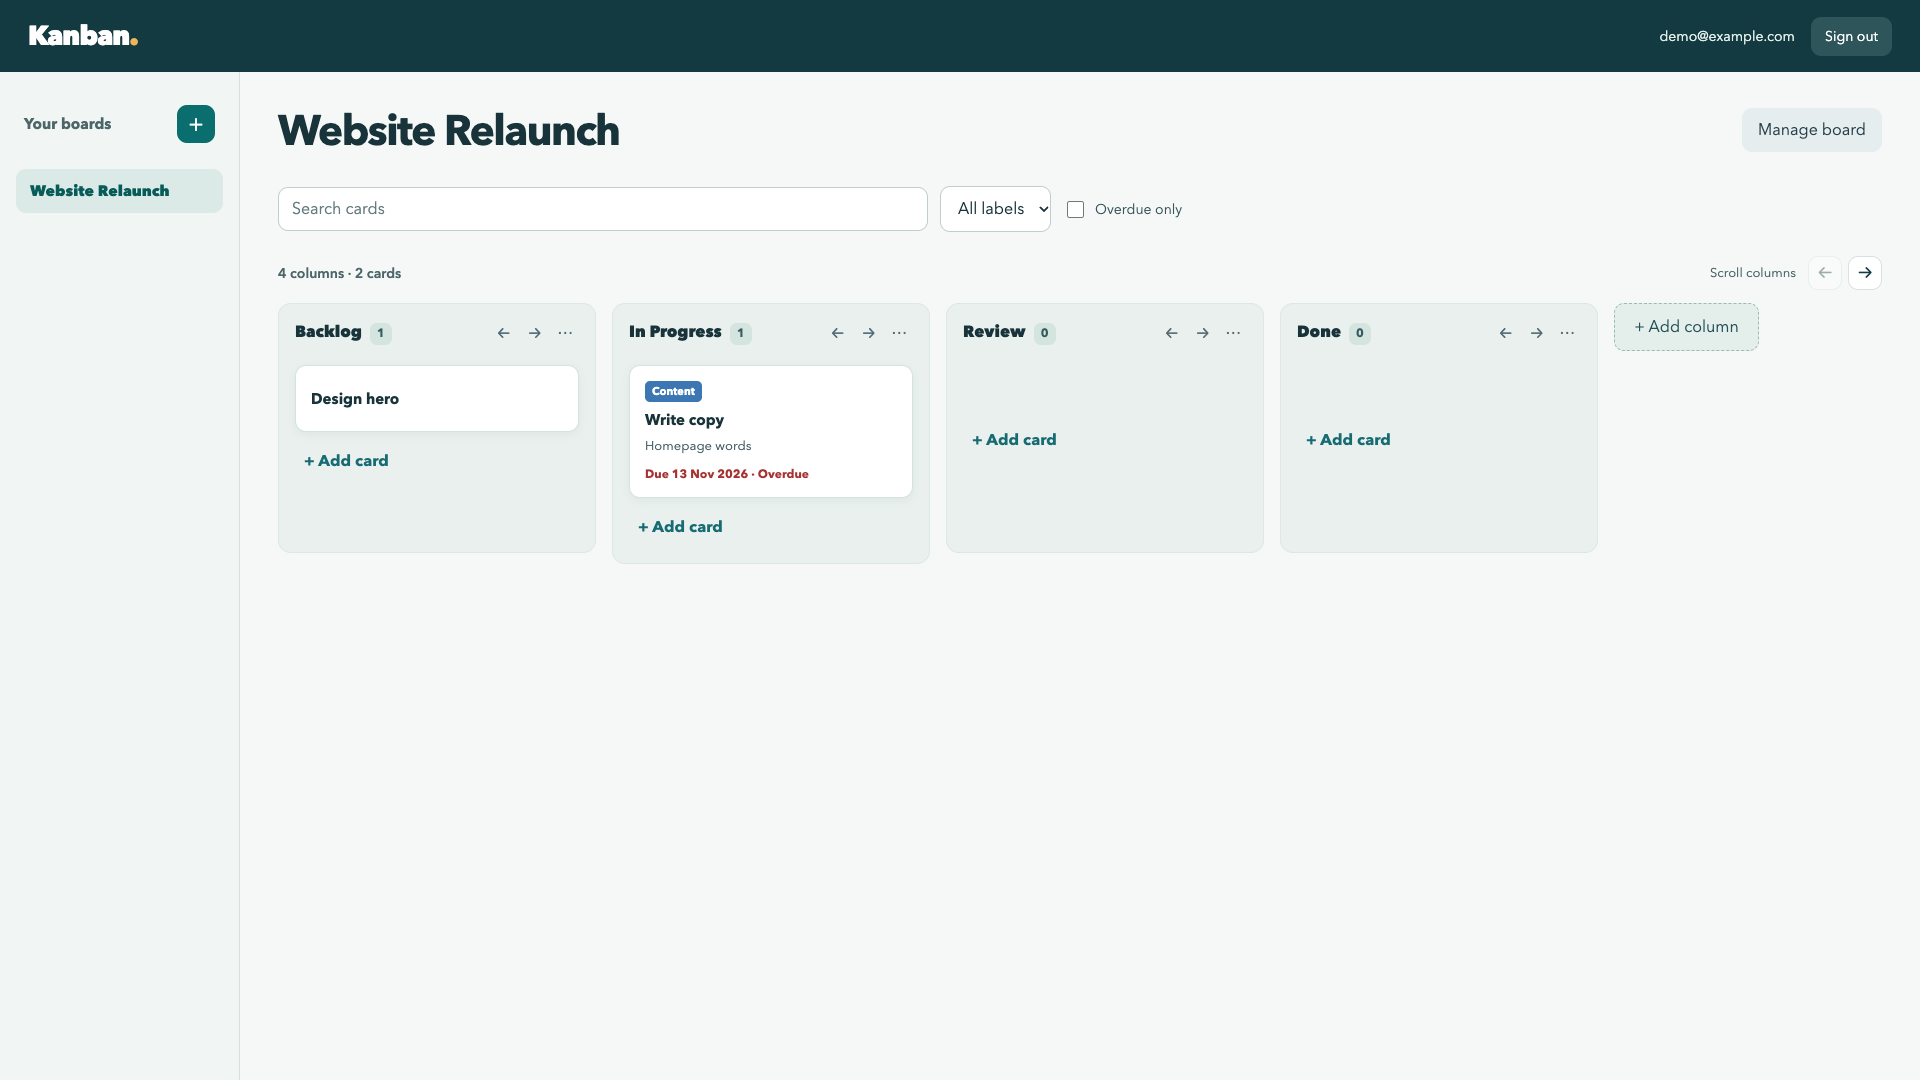 Kanban.
demo@example.com
Sign out
Your boards
+
Website Relaunch
Website Relaunch
Manage board
Search cards
All labels
Overdue only
4 columns · 2 cards
Scroll columns
← →
Backlog 1 ← → ···
Design hero
+ Add card
In Progress 1 ← → ···
Content
Write copy
Homepage words
Due 13 Nov 2026 · Overdue
+ Add card
Review 0 ← → ···
+ Add card
Done 0 ← → ···
+ Add card
+ Add column